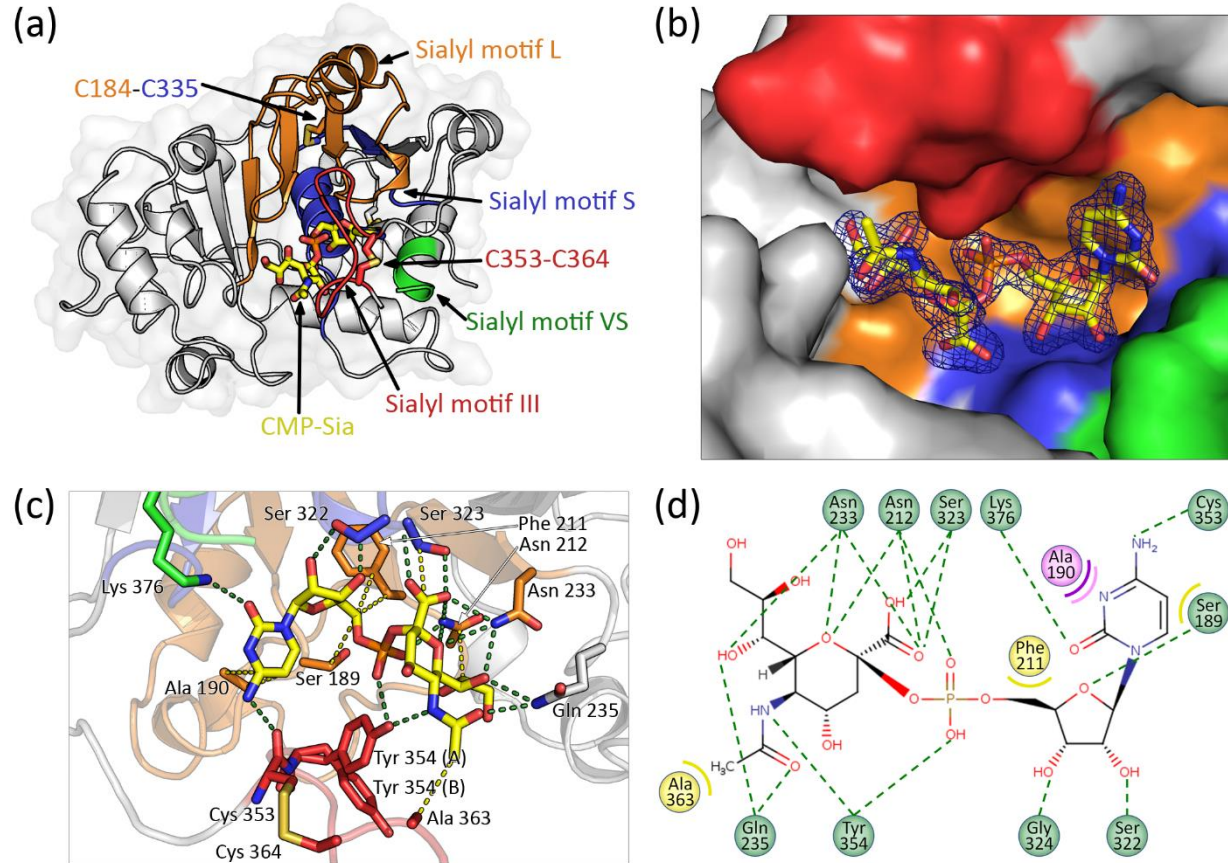 (a)
Sialyl motif L
C184-C335
Sialyl motif S
C353-C364
Sialyl motif VS
Sialyl motif III
CMP-Sia
(b)
(c)
Ser 322
Ser 323
Phe 211
Asn 212
Lys 376
Asn 233
Ala 190
Ser 189
Gln 235
Tyr 354 (A)
Tyr 354 (B)
Cys 353
Ala 363
Cys 364
(d)
Asn
233
Asn
212
Ser
323
Lys
376
Cys
353
OH
NH₂
Ala
190
OH
N
Ser
189
OH
O
O
O
N
Phe
211
HO
O
O
H
O
P
O
O
HN
OH
OH
H₃C
O
HO
OH
Ala
363
Gln
235
Tyr
354
Gly
324
Ser
322